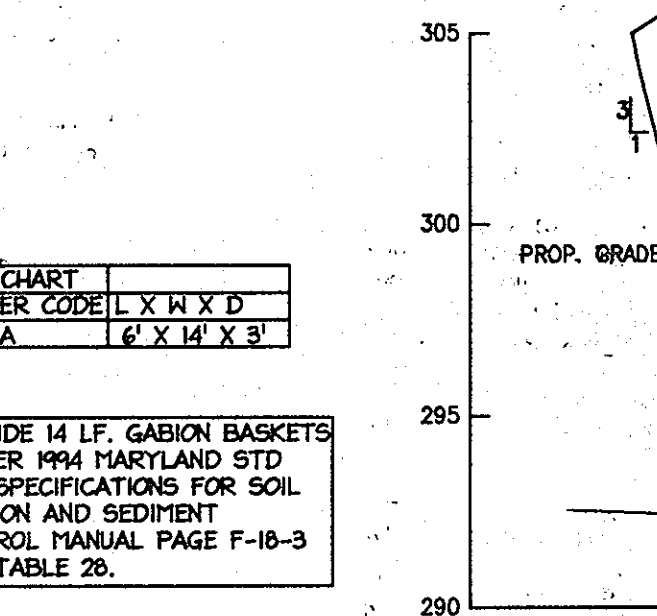 CHART
ER CODE L X W X D
A 6' X 14' X 3'
IDE 14 LF. GABION BASKETS
ER 1994 MARYLAND STD
SPECIFICATIONS FOR SOIL
ON AND SEDIMENT
ROL MANUAL PAGE F-18-3
TABLE 28.
305
3
1
300
PROP. GRADE
295
290